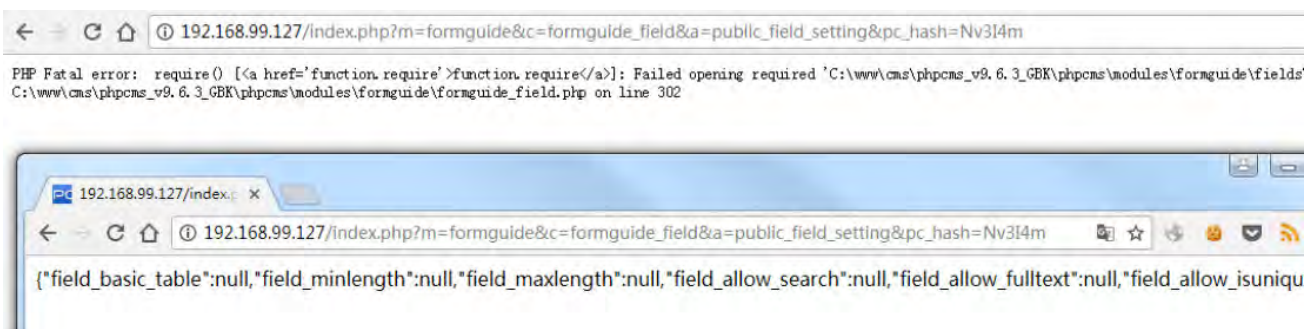 192.168.99.127/index.php?m=formguide&c=formguide_field&a=public_field_setting&pc_hash=Nv3I4m
PHP Fatal error: require() [<a href='function.require'>function.require</a>]: Failed opening required 'C:\www\cms\phpcms_v9.6.3_GBK\phpcms\modules\formguide\fields\
C:\www\cms\phpcms_v9.6.3_GBK\phpcms\modules\formguide\formguide_field.php on line 302
PC 192.168.99.127/index.p
192.168.99.127/index.php?m=formguide&c=formguide_field&a=public_field_setting&pc_hash=Nv3I4m
{"field_basic_table":null,"field_minlength":null,"field_maxlength":null,"field_allow_search":null,"field_allow_fulltext":null,"field_allow_isuniqu